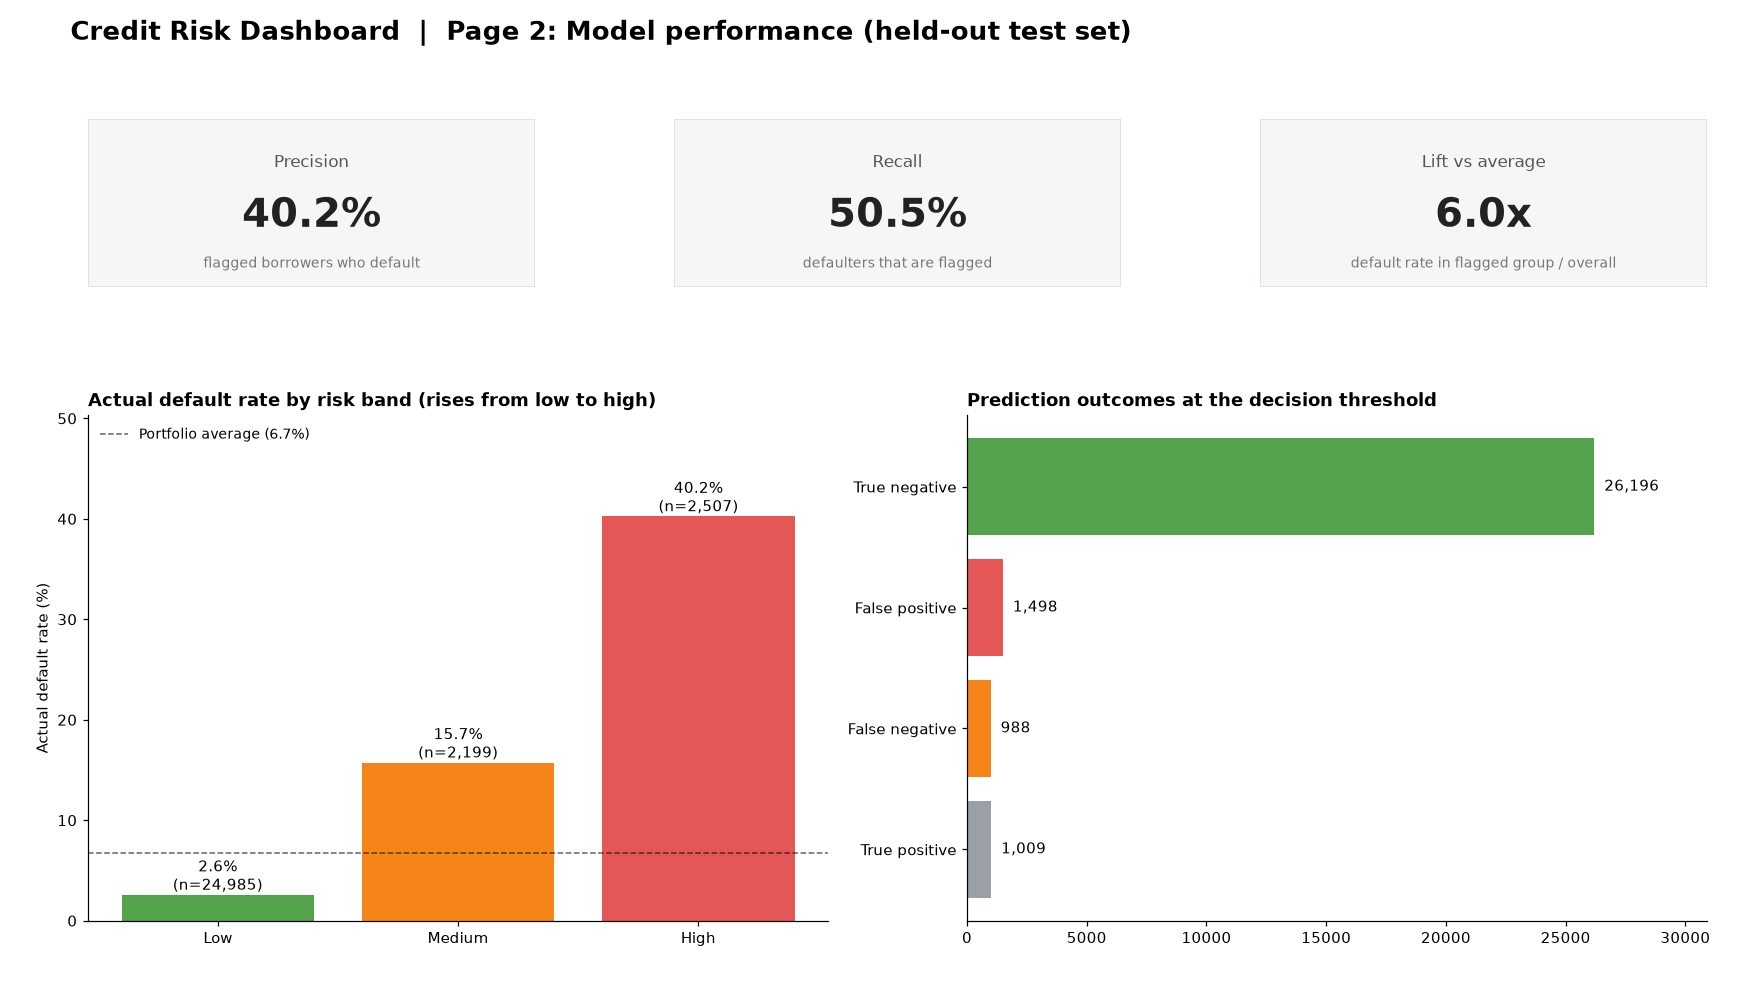 Credit Risk Dashboard | Page 2: Model performance (held-out test set)
Precision
40.2%
flagged borrowers who default
Recall
50.5%
defaulters that are flagged
Lift vs average
6.0x
default rate in flagged group / overall
Actual default rate by risk band (rises from low to high)
Portfolio average (6.7%)
Actual default rate (%)
50
40
30
20
10
0
2.6%
(n=24,985)
15.7%
(n=2,199)
40.2%
(n=2,507)
Low
Medium
High
Prediction outcomes at the decision threshold
True negative
26,196
False positive
1,498
False negative
988
True positive
1,009
0
5000
10000
15000
20000
25000
30000